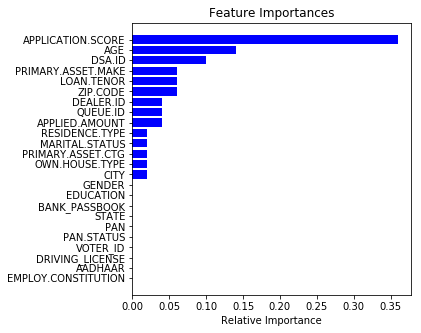 Feature Importances
APPLICATION.SCORE
AGE
DSA.ID
PRIMARY.ASSET.MAKE
LOAN.TENOR
ZIP.CODE
DEALER.ID
QUEUE.ID
APPLIED.AMOUNT
RESIDENCE.TYPE
MARITAL.STATUS
PRIMARY.ASSET.CTG
OWN.HOUSE.TYPE
CITY
GENDER
EDUCATION
BANK_PASSBOOK
STATE
PAN
PAN.STATUS
VOTER_ID
DRIVING_LICENSE
AADHAAR
EMPLOY.CONSTITUTION
0.00 0.05 0.10 0.15 0.20 0.25 0.30 0.35
Relative Importance